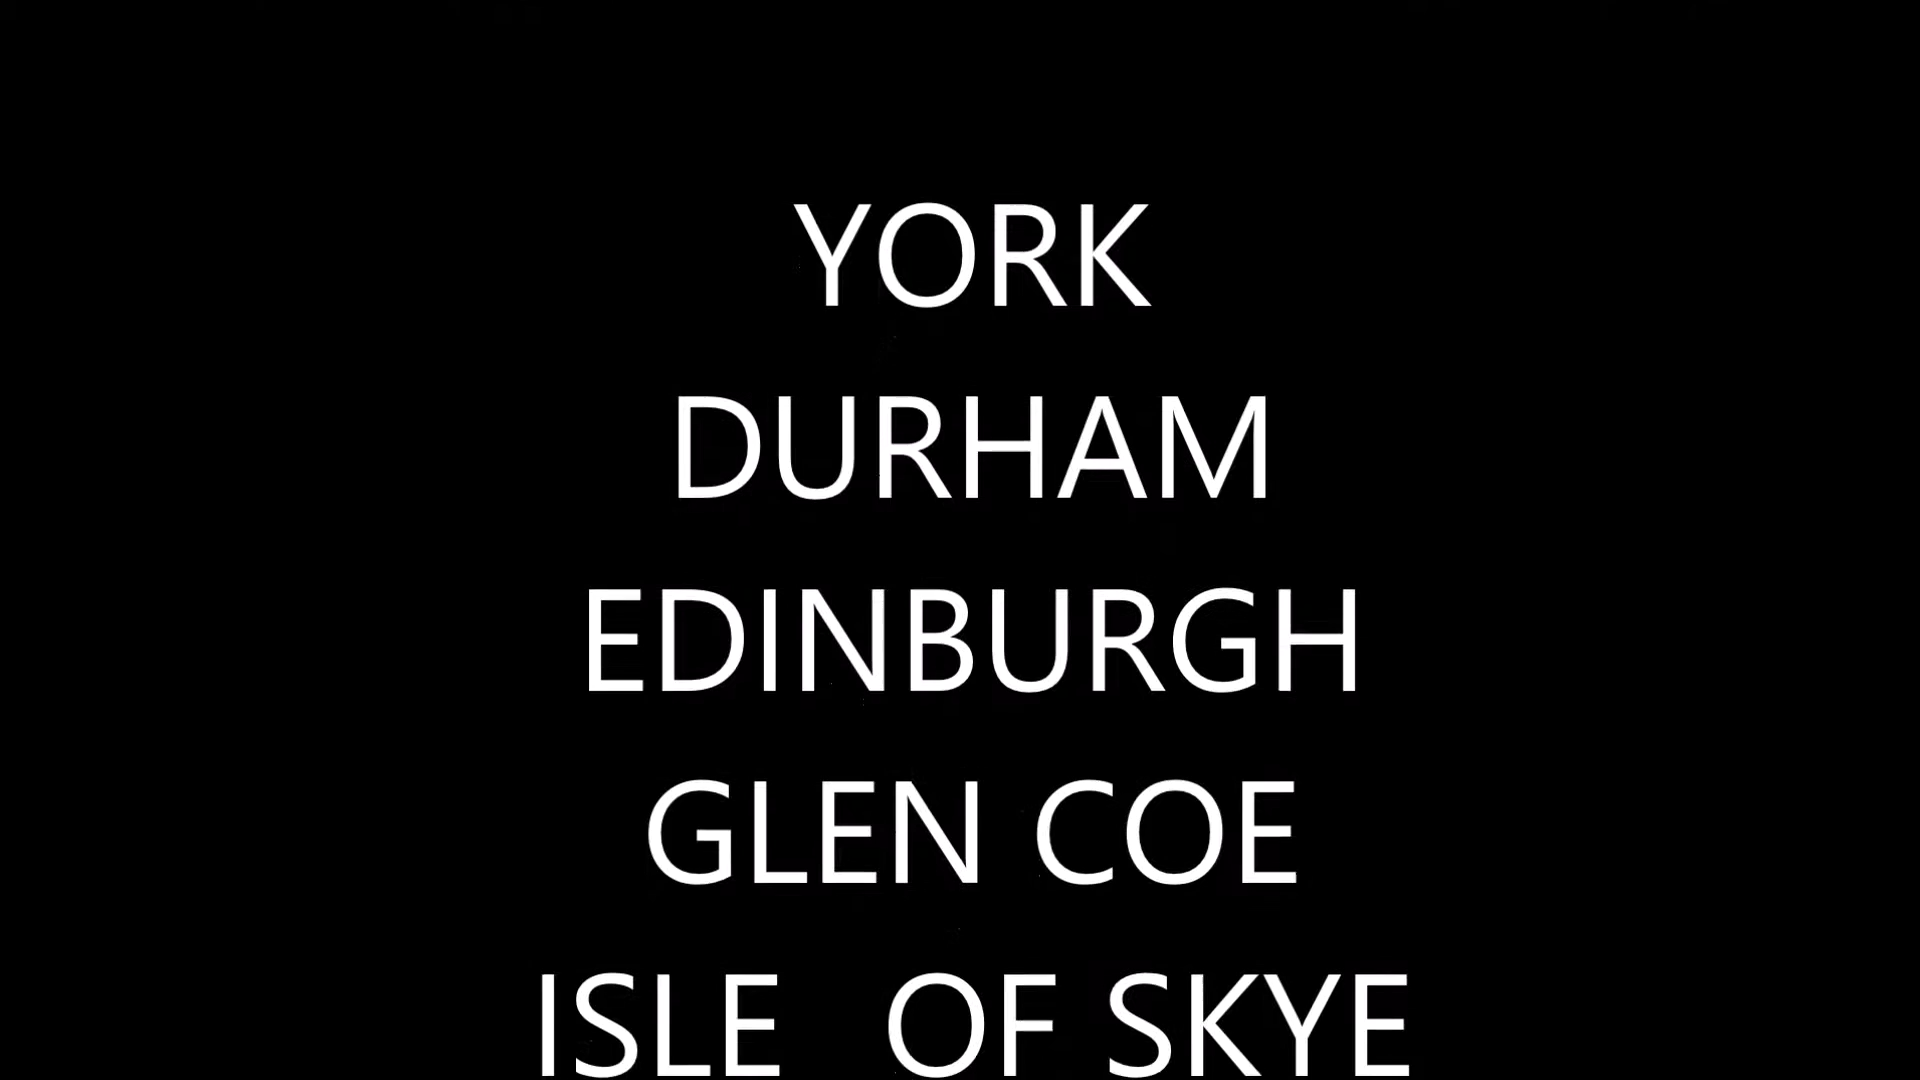 YORK
DURHAM
EDINBURGH
GLEN COE
ISLE  OF SKYE